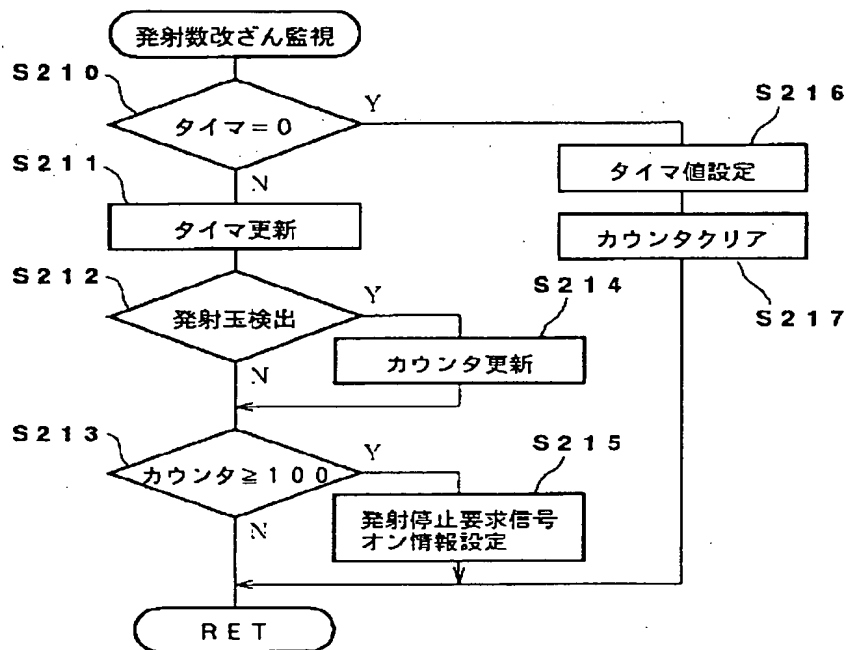 発射数改ざん監視
S210
Y
タイマ=0
S216
N
タイマ値設定
S211
タイマ更新
カウンタクリア
S217
S212
Y
発射玉検出
S214
N
カウンタ更新
S213
Y
カウンタ≧100
S215
N
発射停止要求信号
オン情報設定
RET